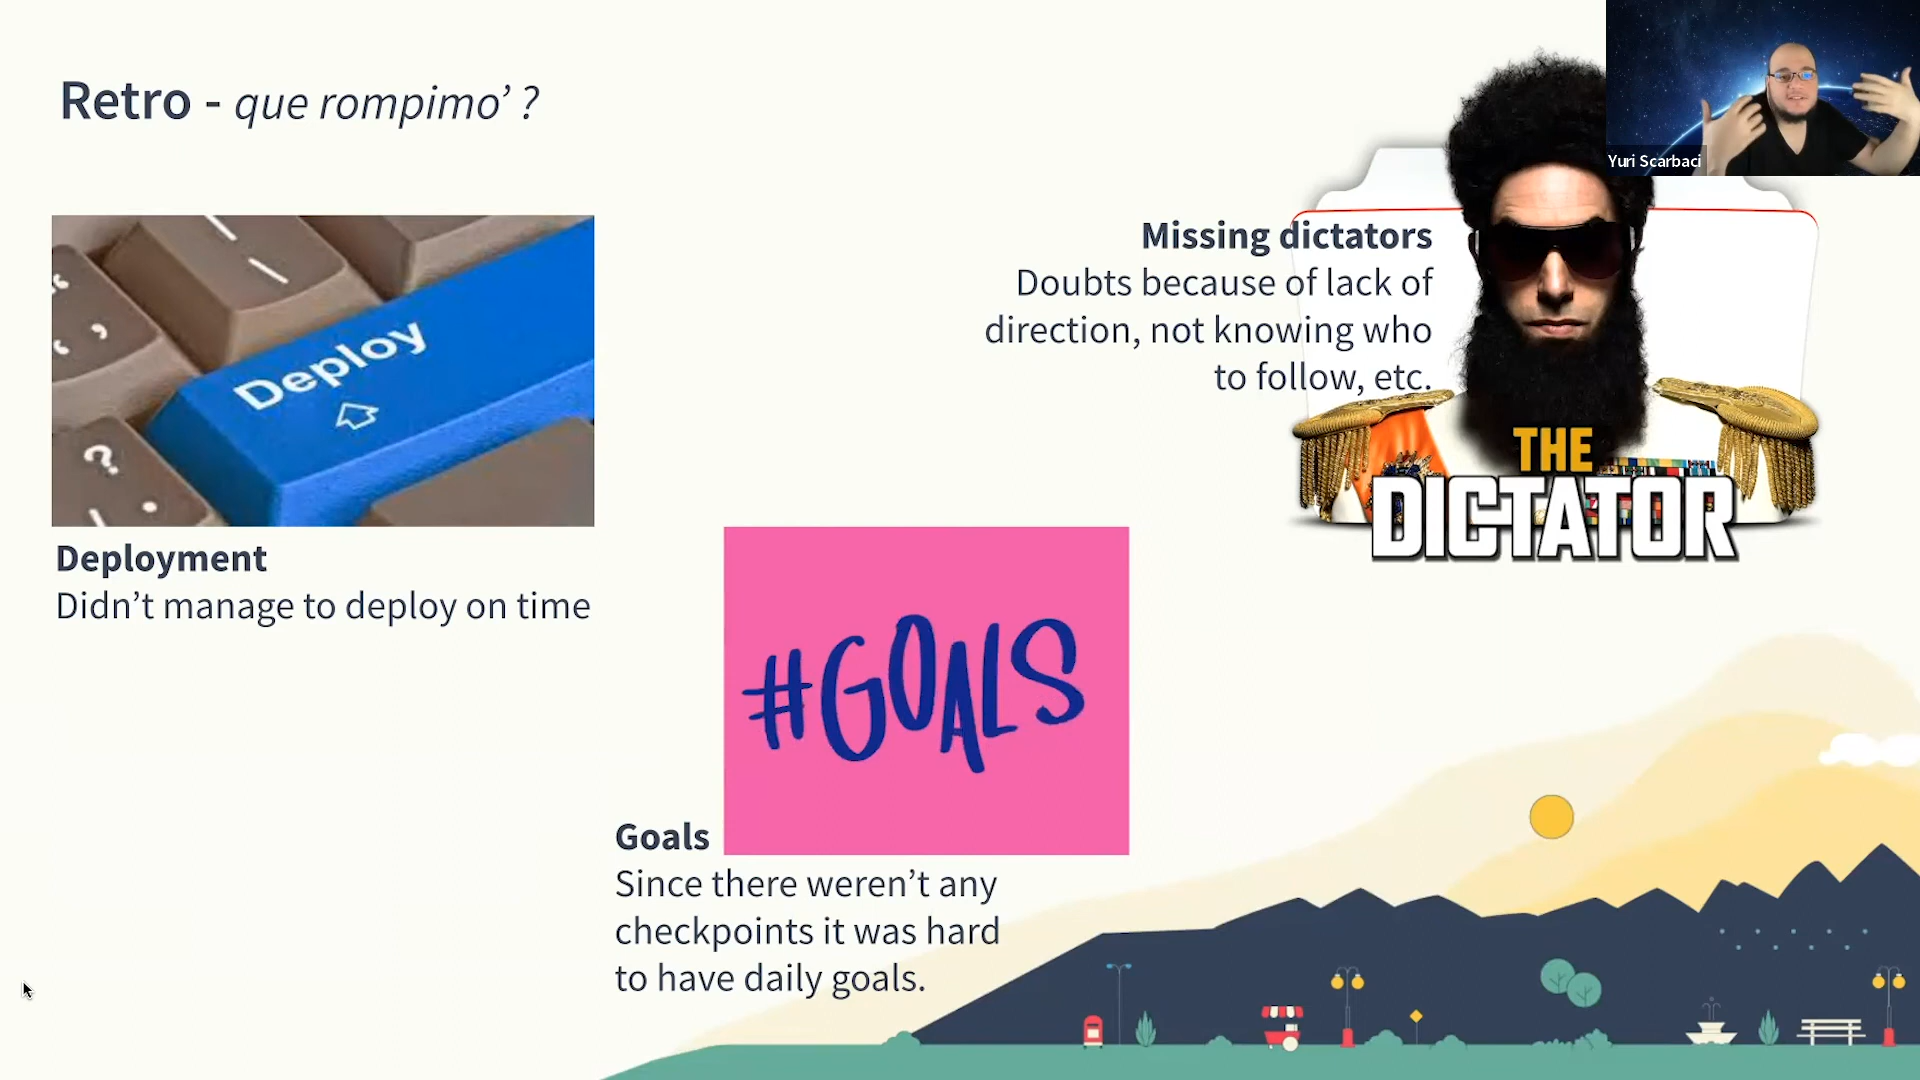 Retro - que rompimo’ ?
Yuri Scarbaci
Deploy
?
Deployment
Didn’t manage to deploy on time
Missing dictators
Doubts because of lack of
direction, not knowing who
to follow, etc.
THE
DICTATOR
#GOALS
Goals
Since there weren’t any
checkpoints it was hard
to have daily goals.